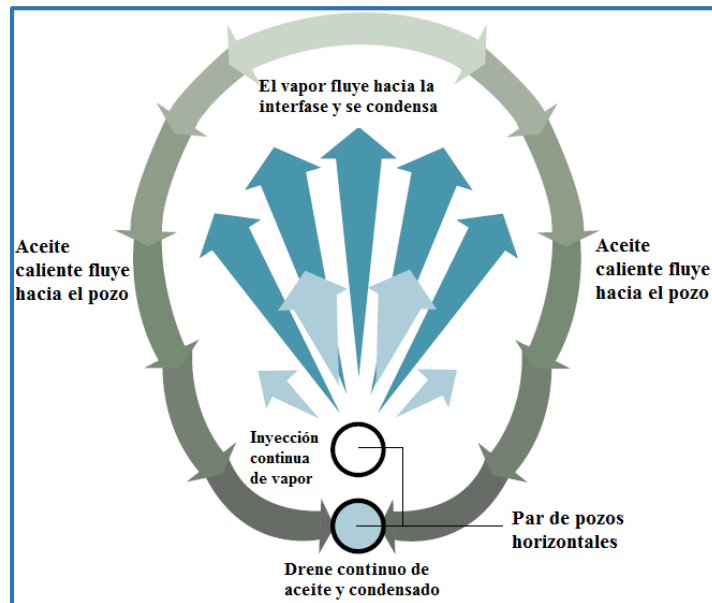 El vapor fluye hacia la
interfase y se condensa
Aceite
caliente fluye
hacia el pozo
Aceite
caliente fluye
hacia el pozo
Inyección
continua
de vapor
Par de pozos
horizontales
Drene continuo de
aceite y condensado